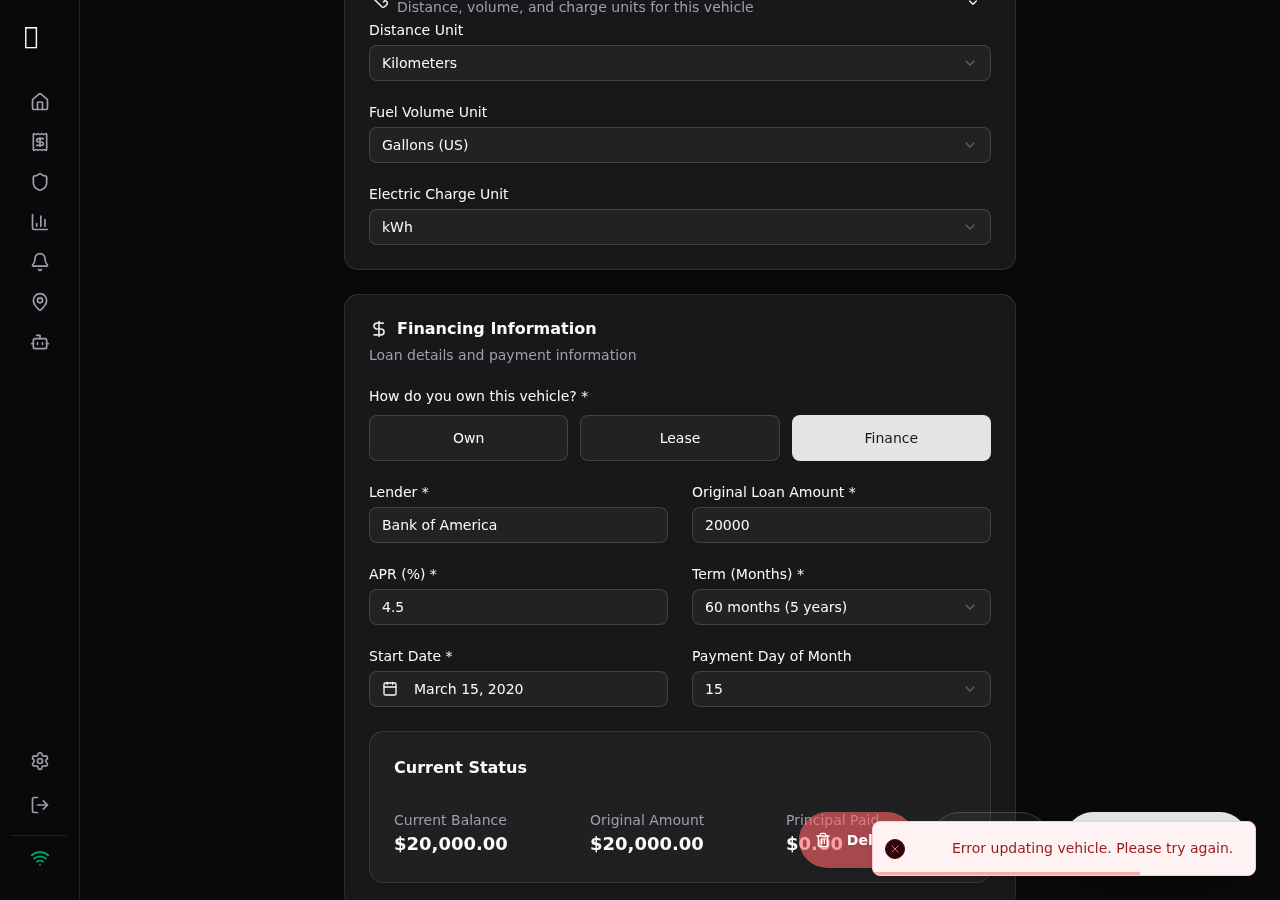 Distance, volume, and charge units for this vehicle
Distance Unit
Kilometers
Fuel Volume Unit
Gallons (US)
Electric Charge Unit
kWh
Financing Information
Loan details and payment information
How do you own this vehicle? *
Own
Lease
Finance
Lender *
Original Loan Amount *
Bank of America
20000
APR (%) *
Term (Months) *
4.5
60 months (5 years)
Start Date *
Payment Day of Month
March 15, 2020
15
Current Status
Current Balance
Original Amount
Principal Paid
$20,000.00
$20,000.00
$0.00
Del
Error updating vehicle. Please try again.